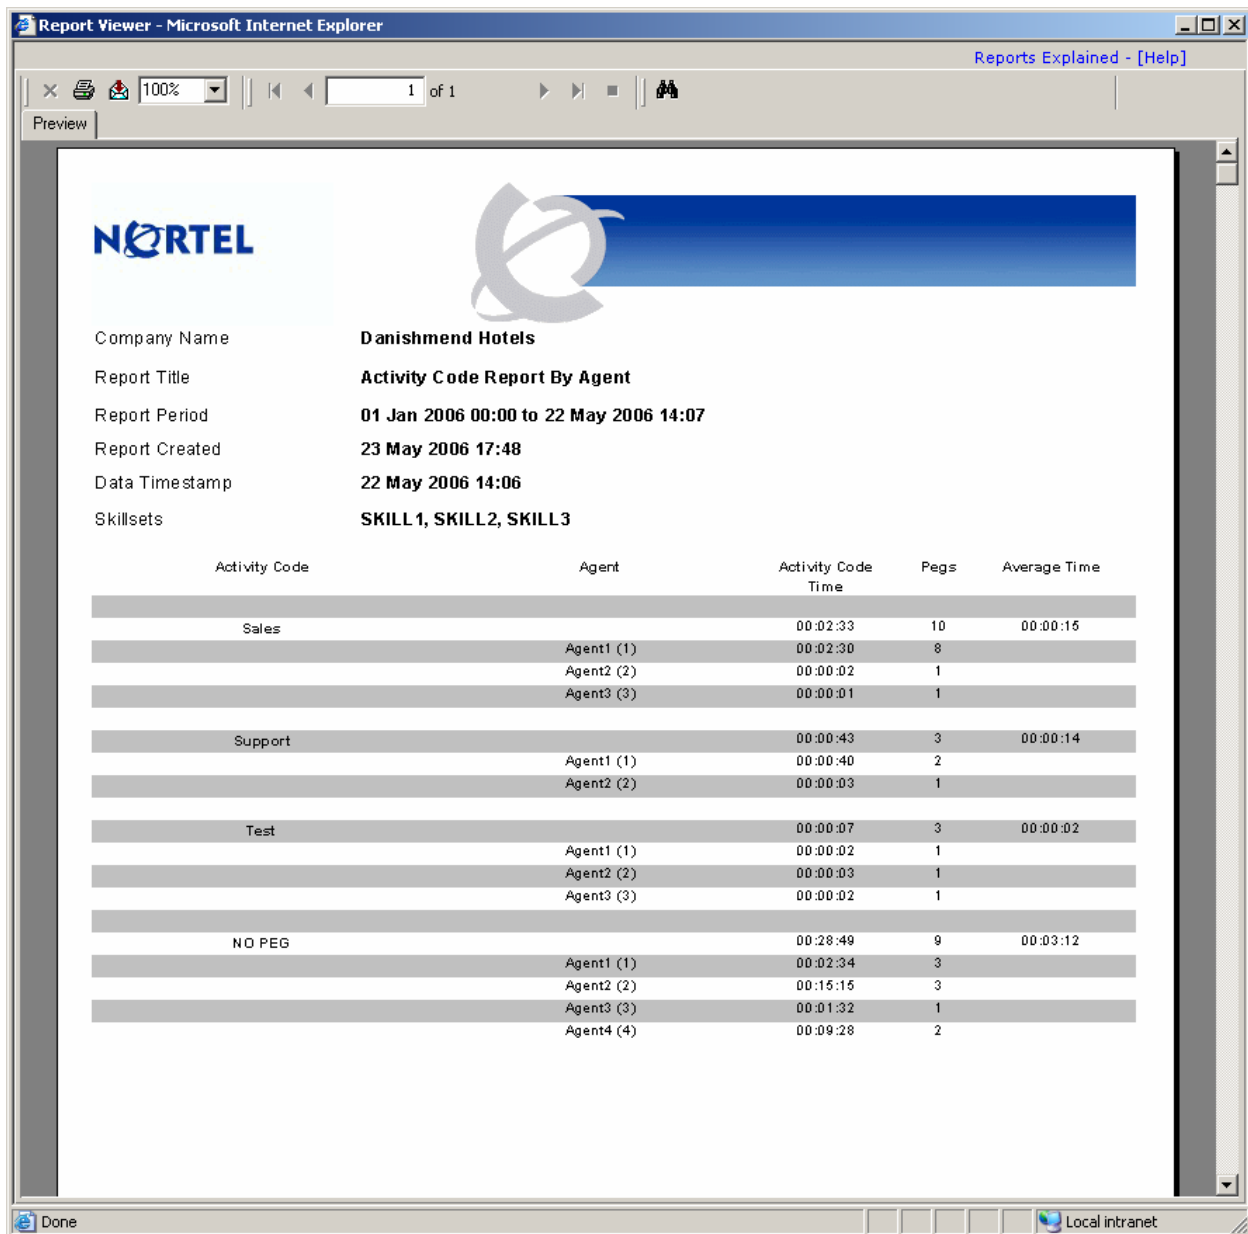 Report Viewer - Microsoft Internet Explorer
Reports Explained - [Help]
100% 1 of 1
Preview
NORTEL
Company Name Danishmend Hotels
Report Title Activity Code Report By Agent
Report Period 01 Jan 2006 00:00 to 22 May 2006 14:07
Report Created 23 May 2006 17:48
Data Timestamp 22 May 2006 14:06
Skillsets SKILL1, SKILL2, SKILL3
Activity Code Agent Activity Code Time Pegs Average Time
Sales 00:02:33 10 00:00:15
Agent1 (1) 00:02:30 8
Agent2 (2) 00:00:02 1
Agent3 (3) 00:00:01 1
Support 00:00:43 3 00:00:14
Agent1 (1) 00:00:40 2
Agent2 (2) 00:00:03 1
Test 00:00:07 3 00:00:02
Agent1 (1) 00:00:02 1
Agent2 (2) 00:00:03 1
Agent3 (3) 00:00:02 1
NO PEG 00:28:49 9 00:03:12
Agent1 (1) 00:02:34 3
Agent2 (2) 00:15:15 3
Agent3 (3) 00:01:32 1
Agent4 (4) 00:09:28 2
Done Local intranet